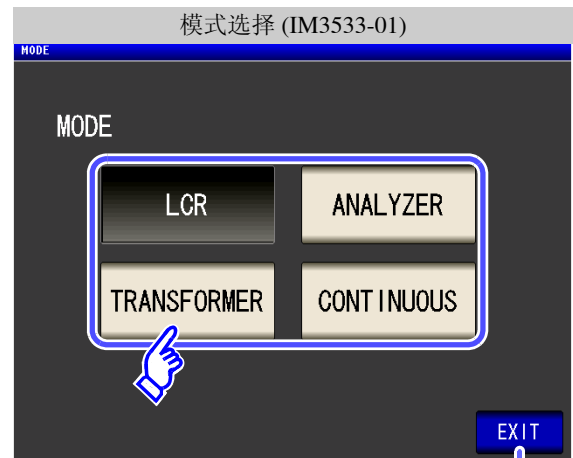 模式选择 (IM3533-01)
MODE
MODE
LCR ANALYZER
TRANSFORMER CONTINUOUS
EXIT